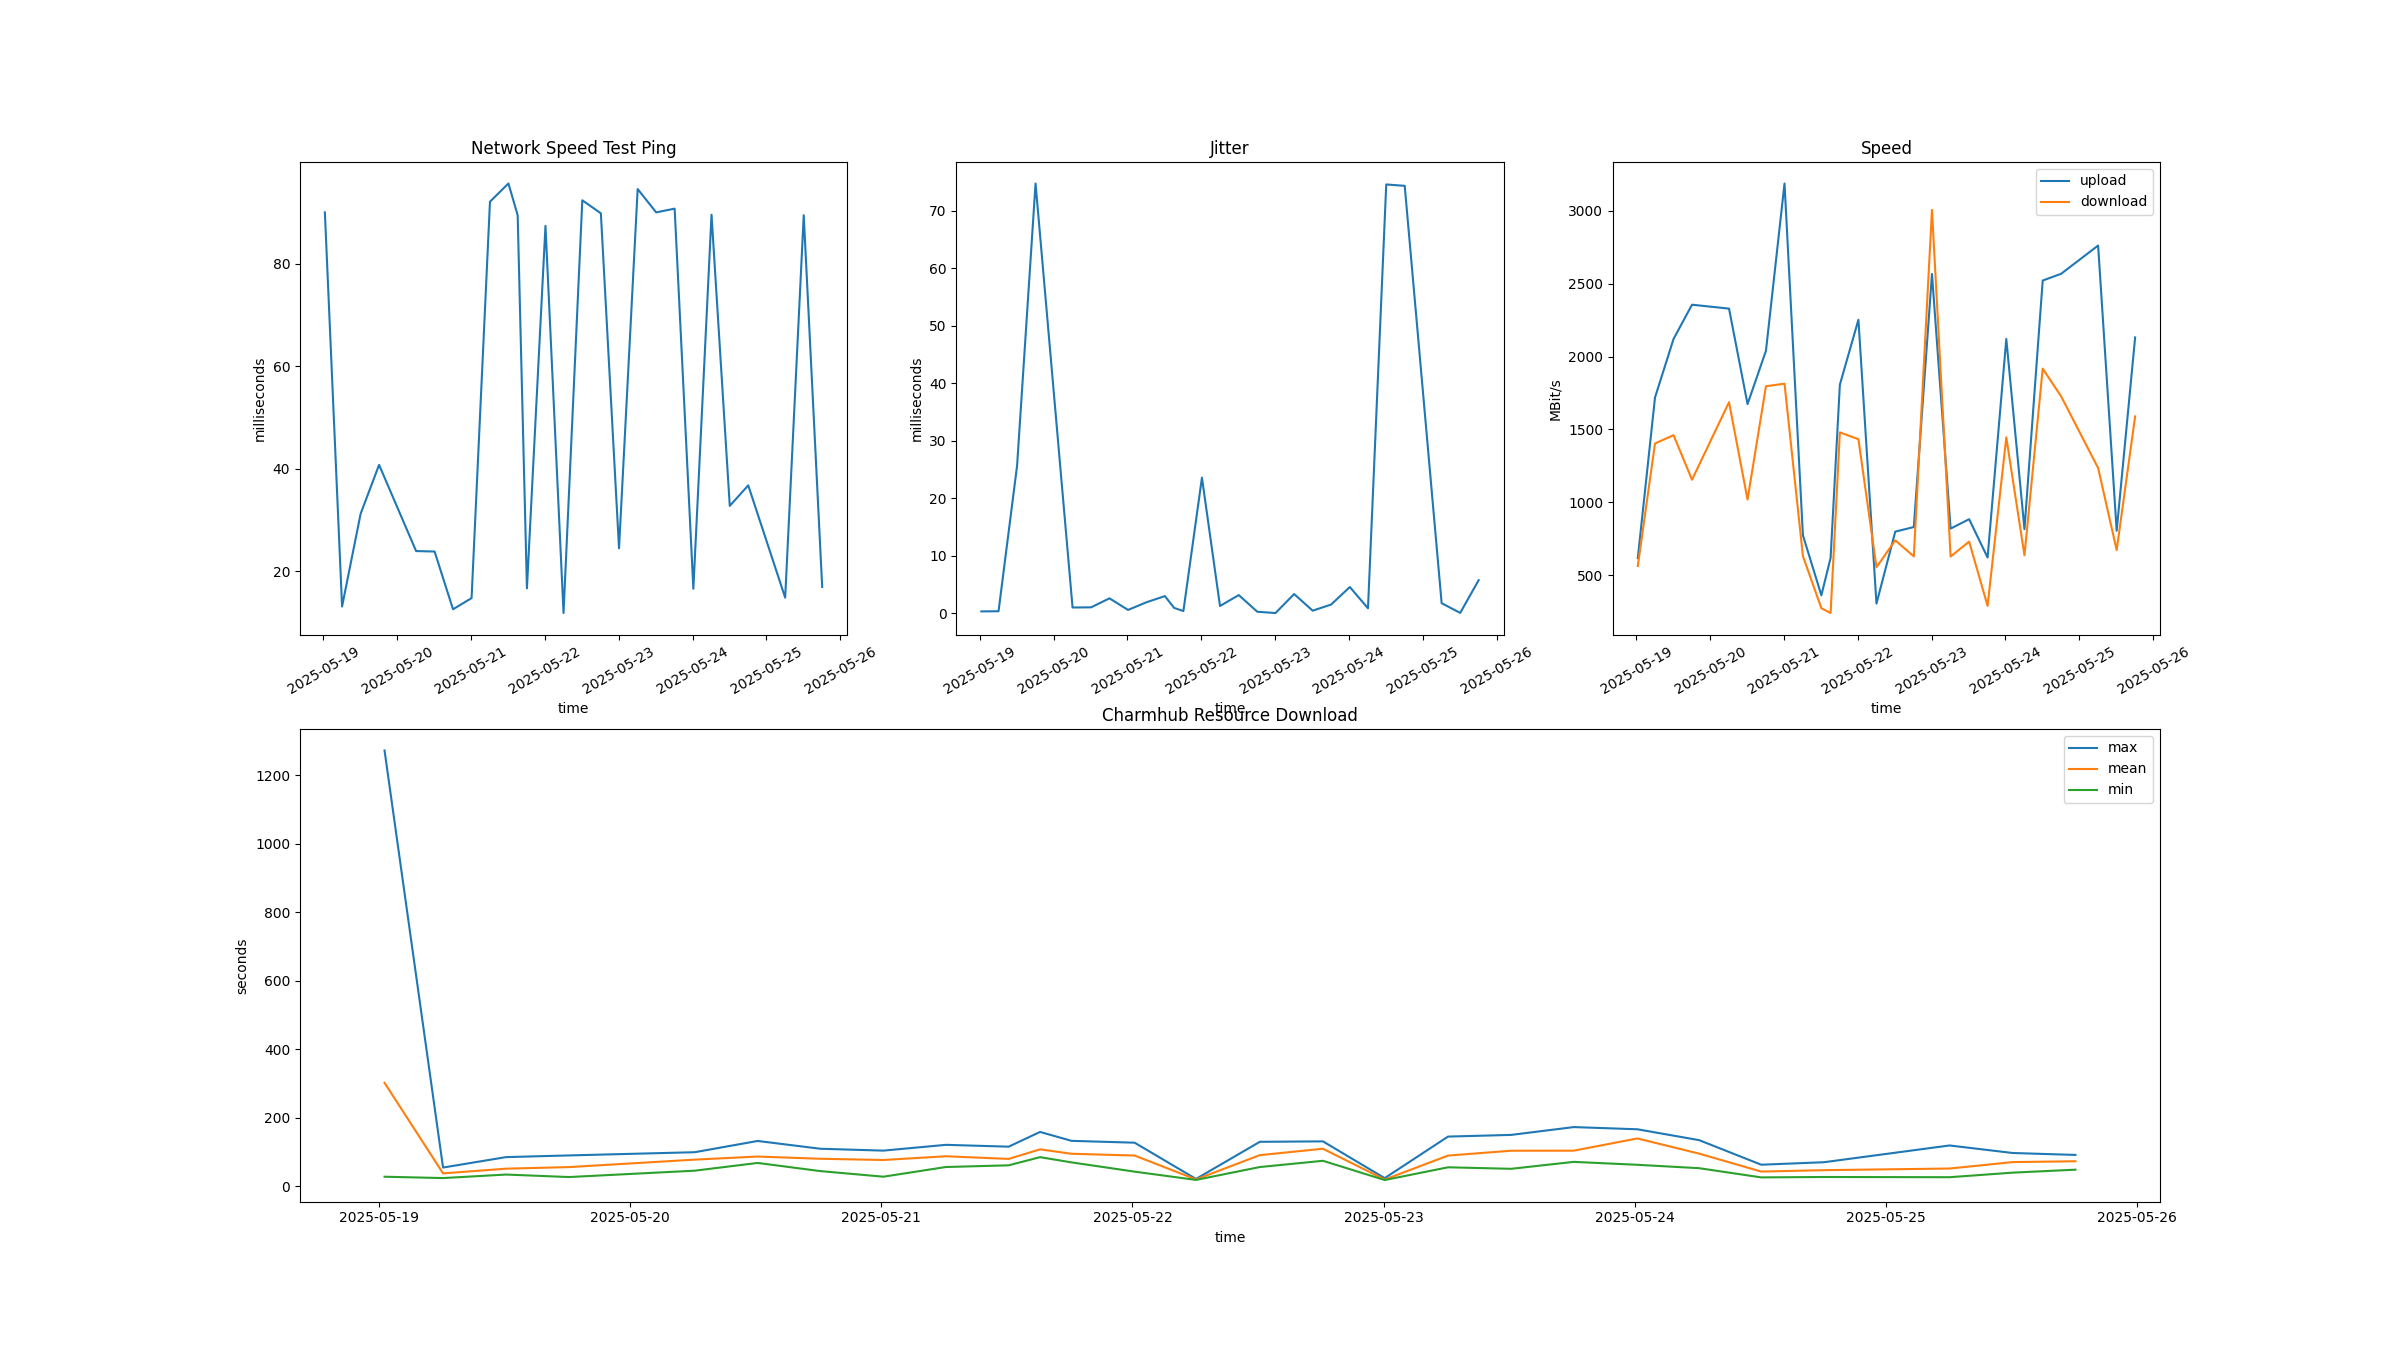 Network Speed Test Ping
milliseconds
80
60
40
20
2025-05-19 2025-05-20 2025-05-21 2025-05-22 2025-05-23 2025-05-24 2025-05-25 2025-05-26
time
Jitter
milliseconds
70
60
50
40
30
20
10
0
2025-05-19 2025-05-20 2025-05-21 2025-05-22 2025-05-23 2025-05-24 2025-05-25 2025-05-26
time
Speed
upload
download
MBit/s
3000
2500
2000
1500
1000
500
2025-05-19 2025-05-20 2025-05-21 2025-05-22 2025-05-23 2025-05-24 2025-05-25 2025-05-26
time
Charmhub Resource Download
max
mean
min
seconds
1200
1000
800
600
400
200
0
2025-05-19 2025-05-20 2025-05-21 2025-05-22 2025-05-23 2025-05-24 2025-05-25 2025-05-26
time